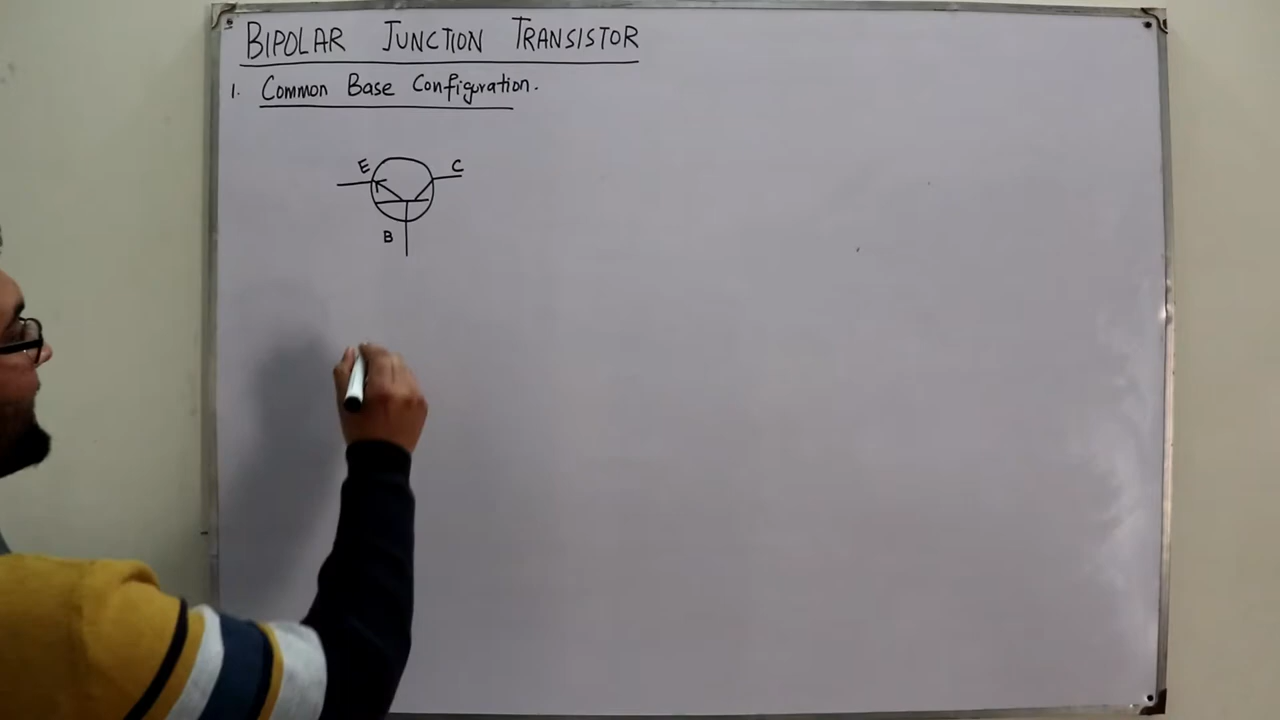 BIPOLAR JUNCTION TRANSISTOR
1. Common Base Configuration.
E C
B